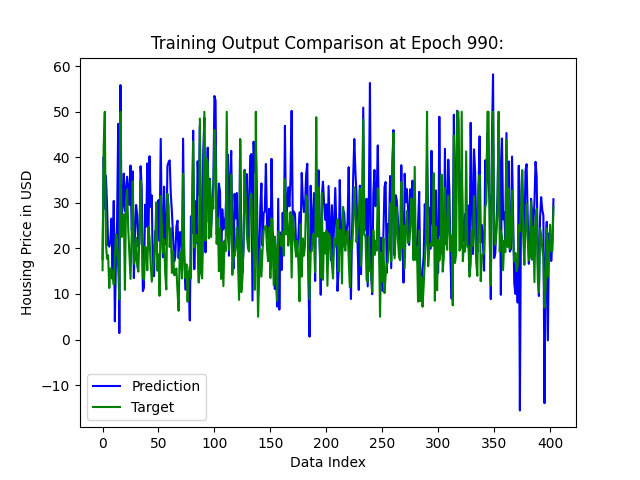 Training Output Comparison at Epoch 990:
Housing Price in USD
60
50
40
30
20
10
0
−10
Prediction
Target
0 50 100 150 200 250 300 350 400
Data Index